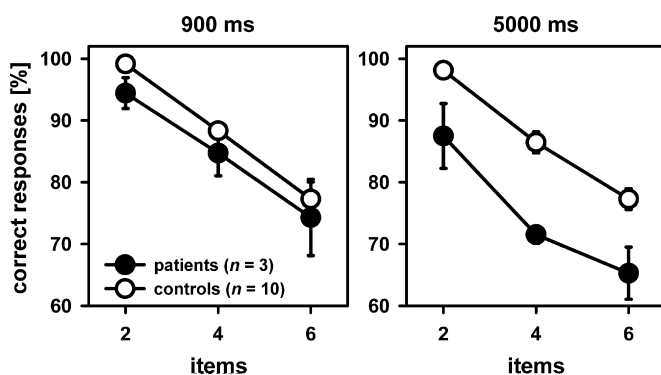 900 ms
5000 ms
correct responses [%]
100
90
80
70
60
patients (n = 3)
controls (n = 10)
2 4 6
items
100
90
80
70
60
2 4 6
items